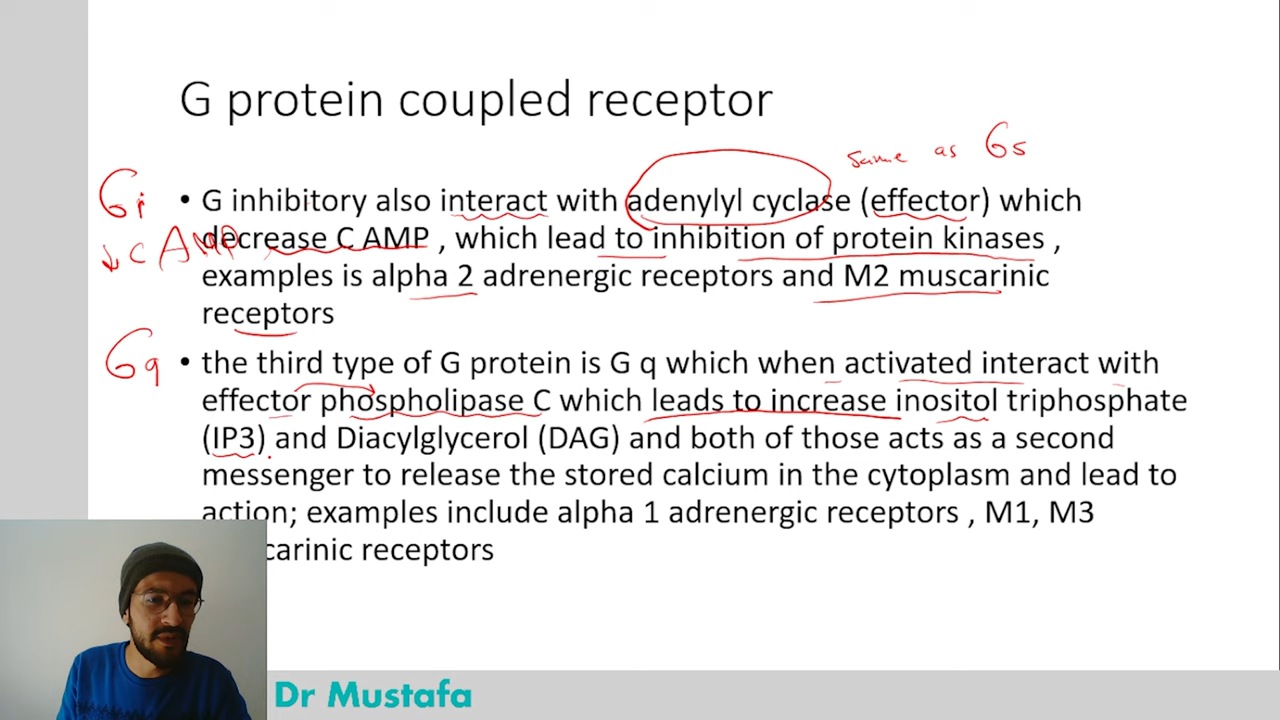 G protein coupled receptor
same as Gs
Gi
• G inhibitory also interact with adenylyl cyclase (effector) which
↓ C AMP
decrease C AMP , which lead to inhibition of protein kinases ,
examples is alpha 2 adrenergic receptors and M2 muscarinic
receptors
Gq
• the third type of G protein is G q which when activated interact with
effector phospholipase C which leads to increase inositol triphosphate
(IP3) and Diacylglycerol (DAG) and both of those acts as a second
messenger to release the stored calcium in the cytoplasm and lead to
action; examples include alpha 1 adrenergic receptors , M1, M3
carinic receptors
Dr Mustafa